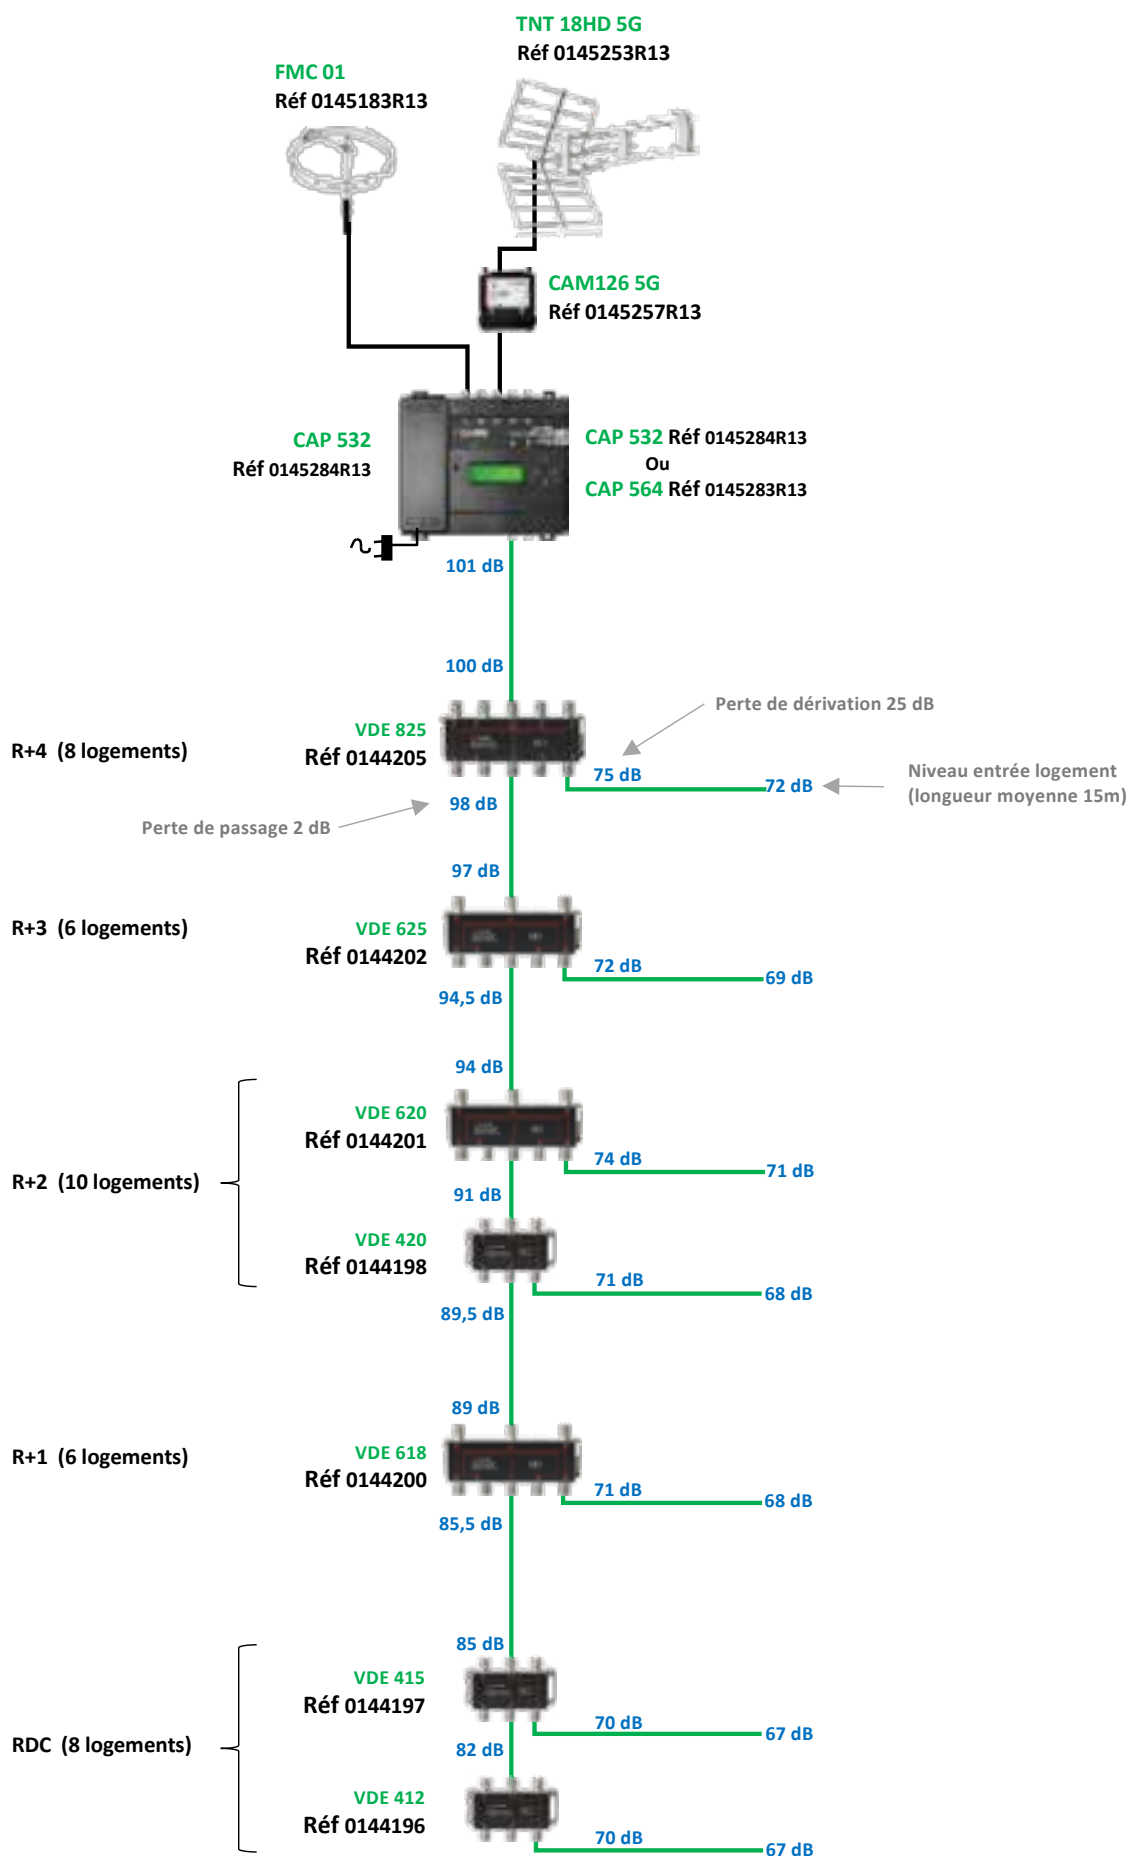 TNT 18HD 5G
Réf 0145253R13
FMC 01
Réf 0145183R13
CAM126 5G
Réf 0145257R13
CAP 532
Réf 0145284R13
CAP 532 Réf 0145284R13
Ou
CAP 564 Réf 0145283R13
101 dB
100 dB
R+4 (8 logements)
VDE 825
Réf 0144205
Perte de dérivation 25 dB
75 dB
72 dB
Niveau entrée logement
(longueur moyenne 15m)
98 dB
Perte de passage 2 dB
97 dB
R+3 (6 logements)
VDE 625
Réf 0144202
72 dB
69 dB
94,5 dB
94 dB
R+2 (10 logements)
VDE 620
Réf 0144201
74 dB
71 dB
91 dB
VDE 420
Réf 0144198
71 dB
68 dB
89,5 dB
89 dB
R+1 (6 logements)
VDE 618
Réf 0144200
71 dB
68 dB
85,5 dB
85 dB
RDC (8 logements)
VDE 415
Réf 0144197
70 dB
67 dB
82 dB
VDE 412
Réf 0144196
70 dB
67 dB